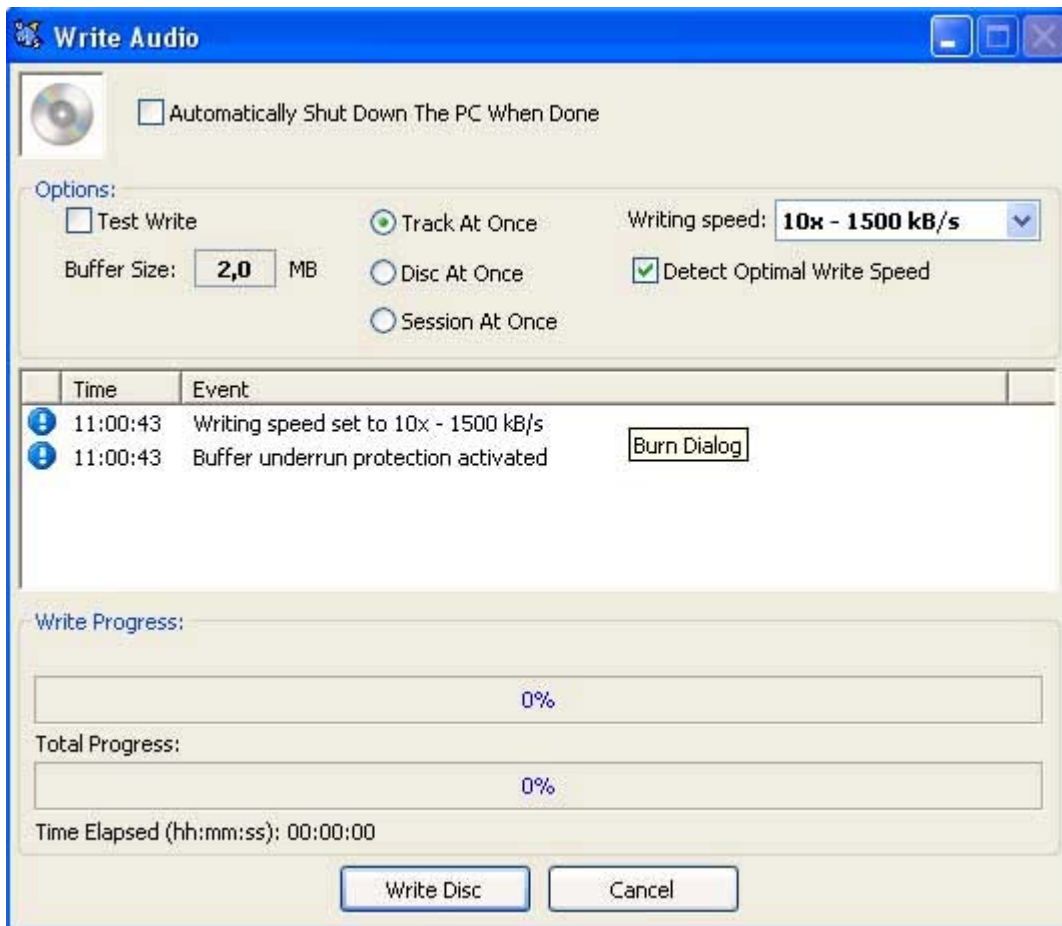 Write Audio
Automatically Shut Down The PC When Done
Options:
Test Write
Track At Once
Writing speed: 10x - 1500 kB/s
Buffer Size: 2,0 MB
Disc At Once
Detect Optimal Write Speed
Session At Once
Time Event
11:00:43 Writing speed set to 10x - 1500 kB/s
11:00:43 Buffer underrun protection activated
Burn Dialog
Write Progress:
0%
Total Progress:
0%
Time Elapsed (hh:mm:ss): 00:00:00
Write Disc Cancel